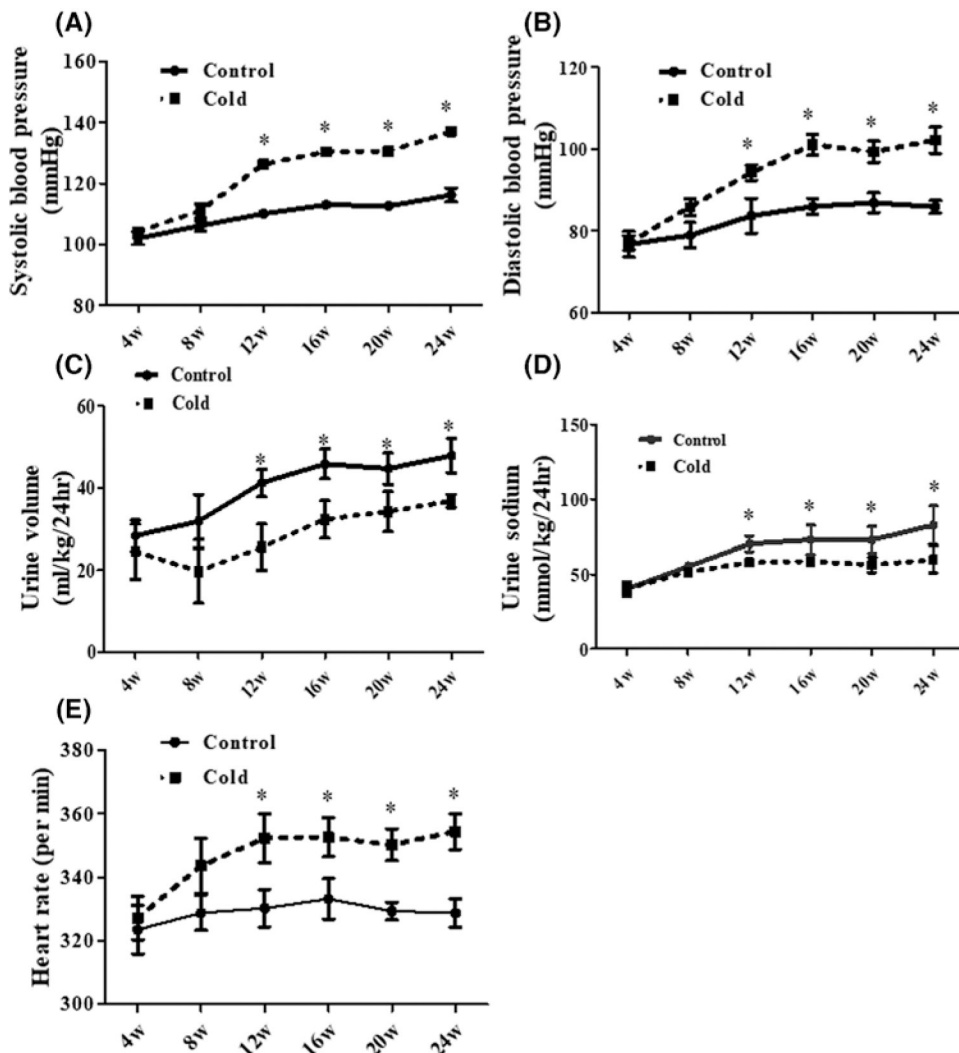 (A)
Systolic blood pressure
(mmHg)
160
140
120
100
80
Control
Cold
*
*
*
*
4w
8w
12w
16w
20w
24w
(B)
Diastolic blood pressure
(mmHg)
120
100
80
60
Control
Cold
*
*
*
*
4w
8w
12w
16w
20w
24w
(C)
Urine volume
(ml/kg/24hr)
60
40
20
0
Control
Cold
*
*
*
*
4w
8w
12w
16w
20w
24w
(D)
Urine sodium
(mmol/kg/24hr)
150
100
50
0
Control
Cold
*
*
*
*
4w
8w
12w
16w
20w
24w
(E)
Heart rate (per min)
380
360
340
320
300
Control
Cold
*
*
*
*
4w
8w
12w
16w
20w
24w